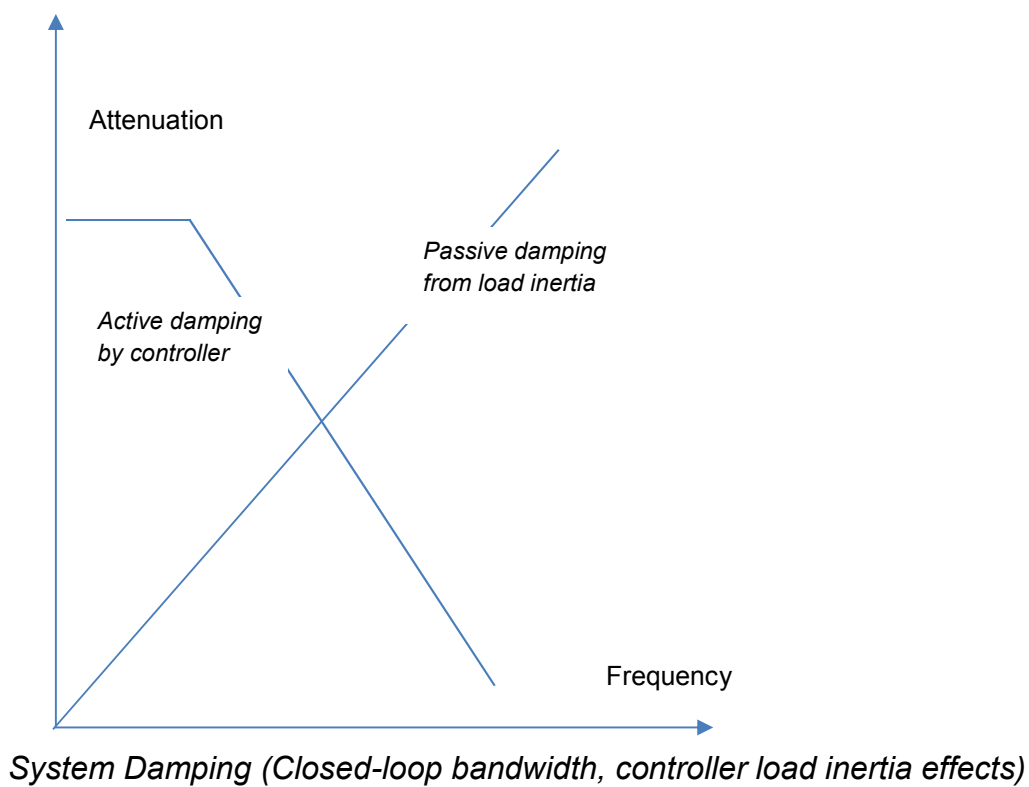 Attenuation
Passive damping
from load inertia
Active damping
by controller
Frequency
System Damping (Closed-loop bandwidth, controller load inertia effects)